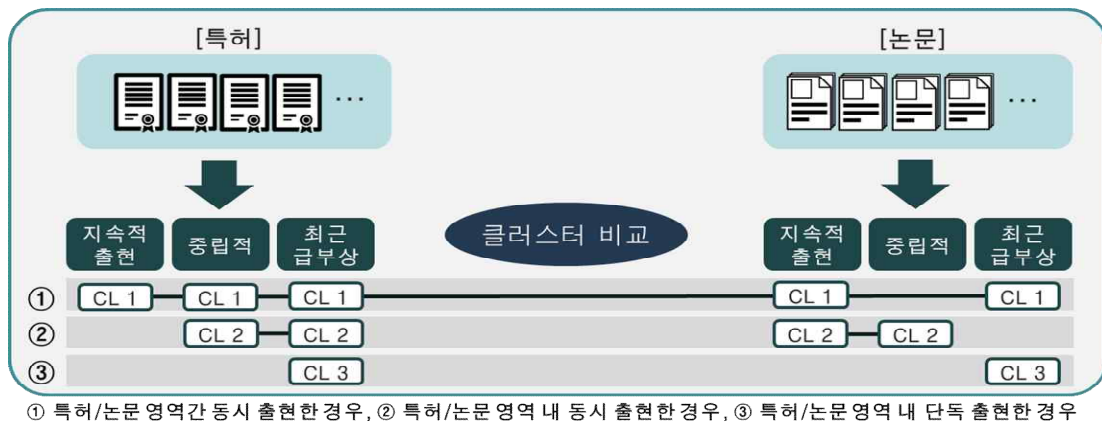 [특허] [논문]
... ...
지속적 출현 중립적 최근 급부상 클러스터 비교 지속적 출현 중립적 최근 급부상
① CL 1 CL 1 CL 1 CL 1 CL 1
② CL 2 CL 2 CL 2 CL 2
③ CL 3 CL 3
① 특허/논문 영역간 동시 출현한 경우, ② 특허/논문 영역 내 동시 출현한 경우, ③ 특허/논문 영역 내 단독 출현한 경우